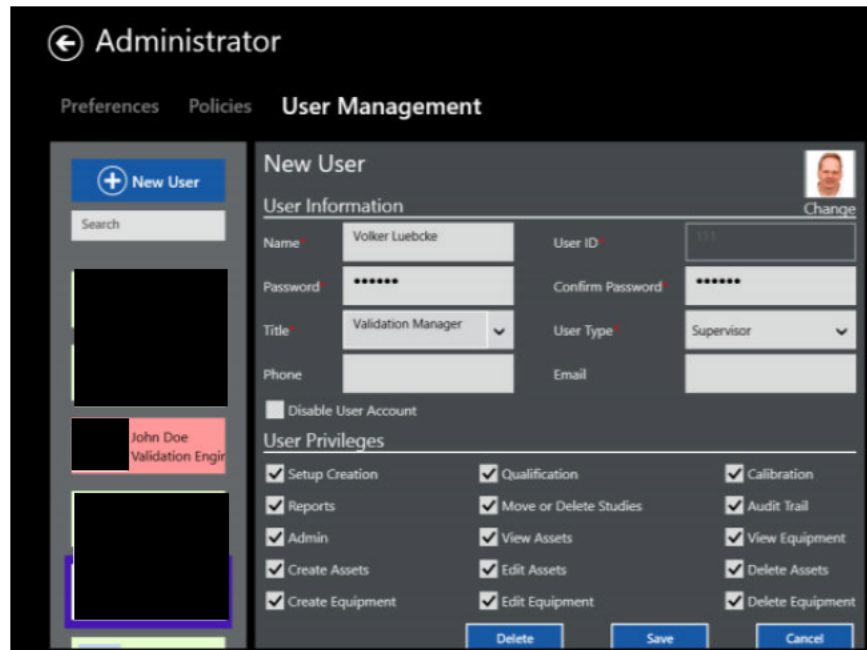 Administrator
Preferences Policies User Management
New User
Search
John Doe
Validation Engir
New User
Change
User Information
Name* Volker Luebcke User ID* 111
Password* •••••• Confirm Password* ••••••
Title* Validation Manager User Type* Supervisor
Phone Email
Disable User Account
User Privileges
Setup Creation Qualification Calibration
Reports Move or Delete Studies Audit Trail
Admin View Assets View Equipment
Create Assets Edit Assets Delete Assets
Create Equipment Edit Equipment Delete Equipment
Delete Save Cancel